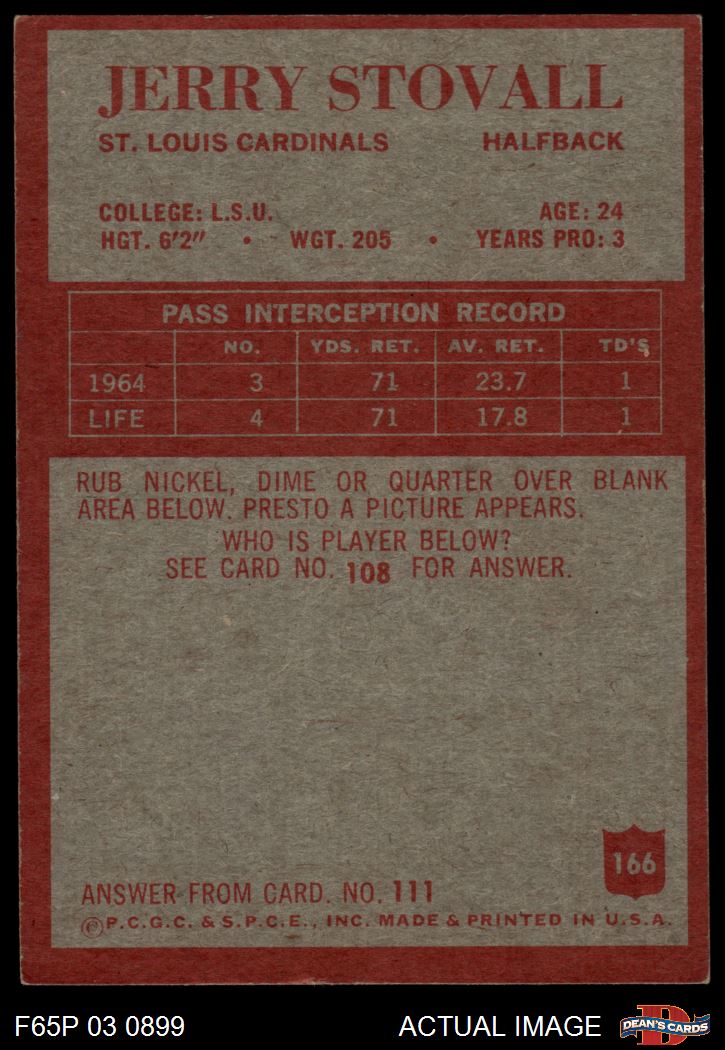 JERRY STOVALL
ST. LOUIS CARDINALS HALFBACK
COLLEGE: L.S.U. AGE: 24
HGT. 6'2" • WGT. 205 • YEARS PRO: 3
PASS INTERCEPTION RECORD
NO. YDS. RET. AV. RET. TD'S
1964 3 71 23.7 1
LIFE 4 71 17.8 1
RUB NICKEL, DIME OR QUARTER OVER BLANK
AREA BELOW. PRESTO A PICTURE APPEARS.
WHO IS PLAYER BELOW?
SEE CARD NO. 108 FOR ANSWER.
166
ANSWER FROM CARD. NO. 111
©P.C.G.C. & S.P.C.E., INC. MADE & PRINTED IN U.S.A.
F65P 03 0899 ACTUAL IMAGE D DEAN'S CARDS